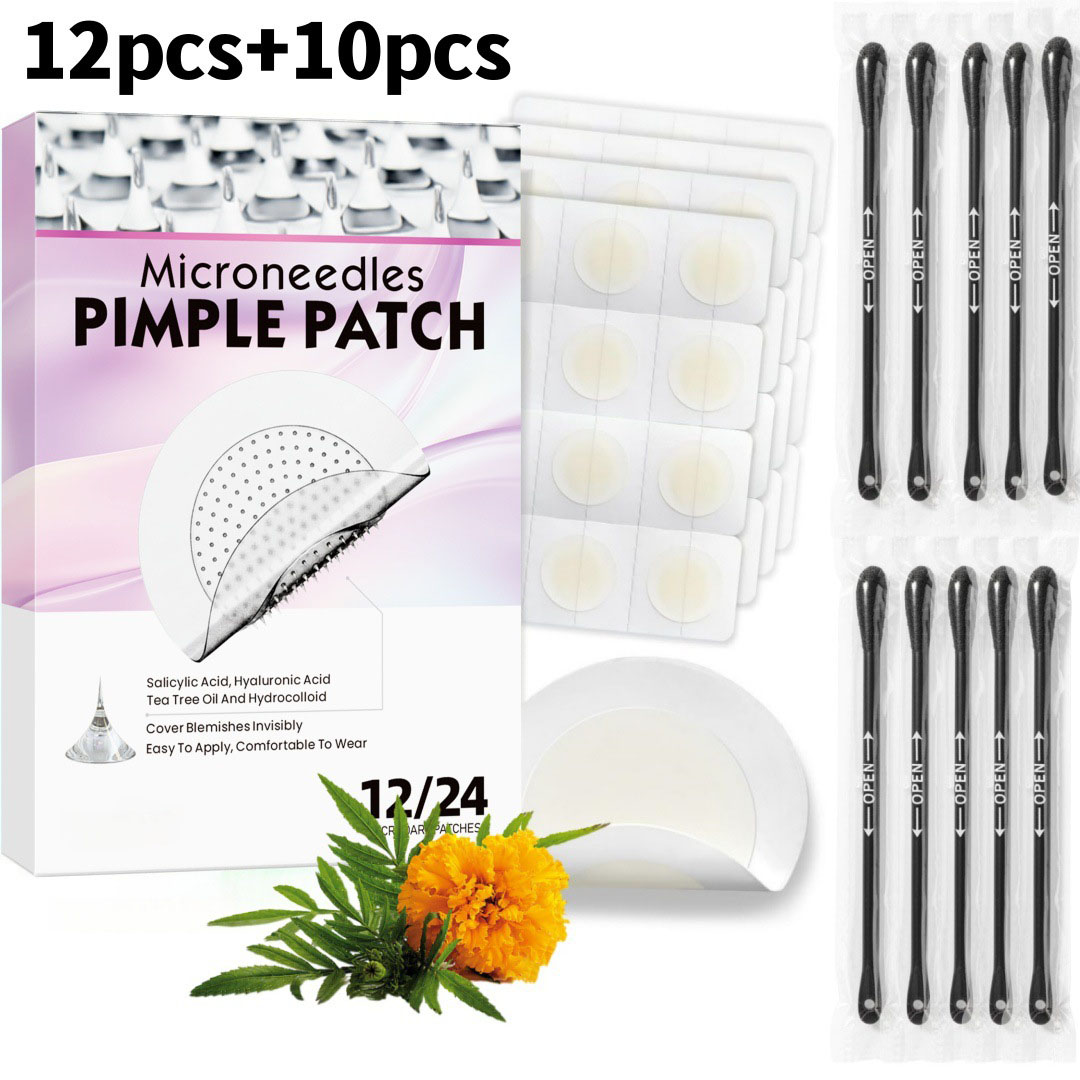 12pcs+10pcs
Microneedles
PIMPLE PATCH
Salicylic Acid, Hyaluronic Acid
Tea Tree Oil And Hydrocolloid
Cover Blemishes Invisibly
Easy To Apply, Comfortable To Wear
12/24
PATCHES
OPEN
OPEN
OPEN
OPEN
OPEN
OPEN
OPEN
OPEN
OPEN
OPEN